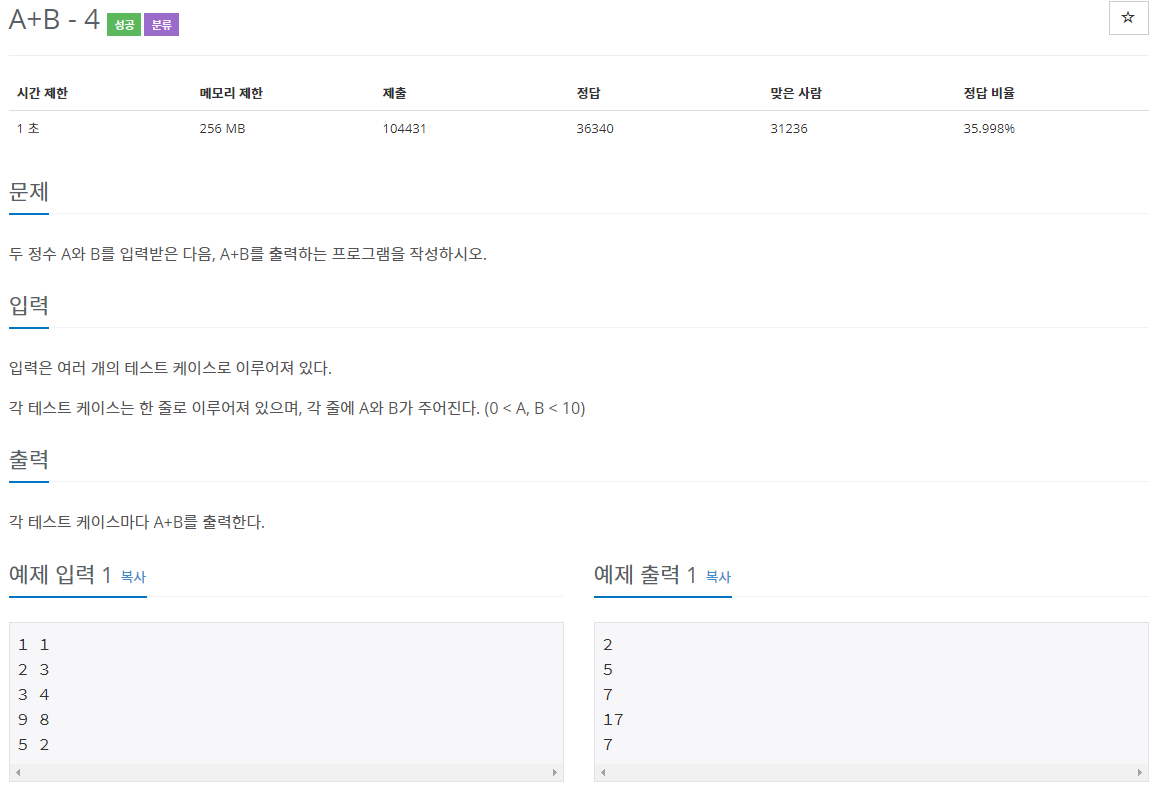 A+B - 4 성공 분류 ☆
시간 제한 메모리 제한 제출 정답 맞은 사람 정답 비율
1 초 256 MB 104431 36340 31236 35.998%
문제
두 정수 A와 B를 입력받은 다음, A+B를 출력하는 프로그램을 작성하시오.
입력
입력은 여러 개의 테스트 케이스로 이루어져 있다.
각 테스트 케이스는 한 줄로 이루어져 있으며, 각 줄에 A와 B가 주어진다. (0 < A, B < 10)
출력
각 테스트 케이스마다 A+B를 출력한다.
예제 입력 1 복사
1 1
2 3
3 4
9 8
5 2
예제 출력 1 복사
2
5
7
17
7